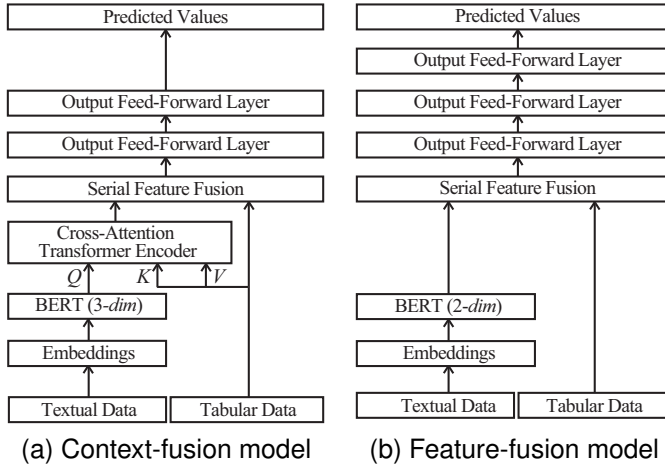 Predicted Values
Output Feed-Forward Layer
Output Feed-Forward Layer
Serial Feature Fusion
Cross-Attention
Transformer Encoder
Q K V
BERT (3-dim)
Embeddings
Textual Data Tabular Data
(a) Context-fusion model
Predicted Values
Output Feed-Forward Layer
Output Feed-Forward Layer
Output Feed-Forward Layer
Serial Feature Fusion
BERT (2-dim)
Embeddings
Textual Data Tabular Data
(b) Feature-fusion model